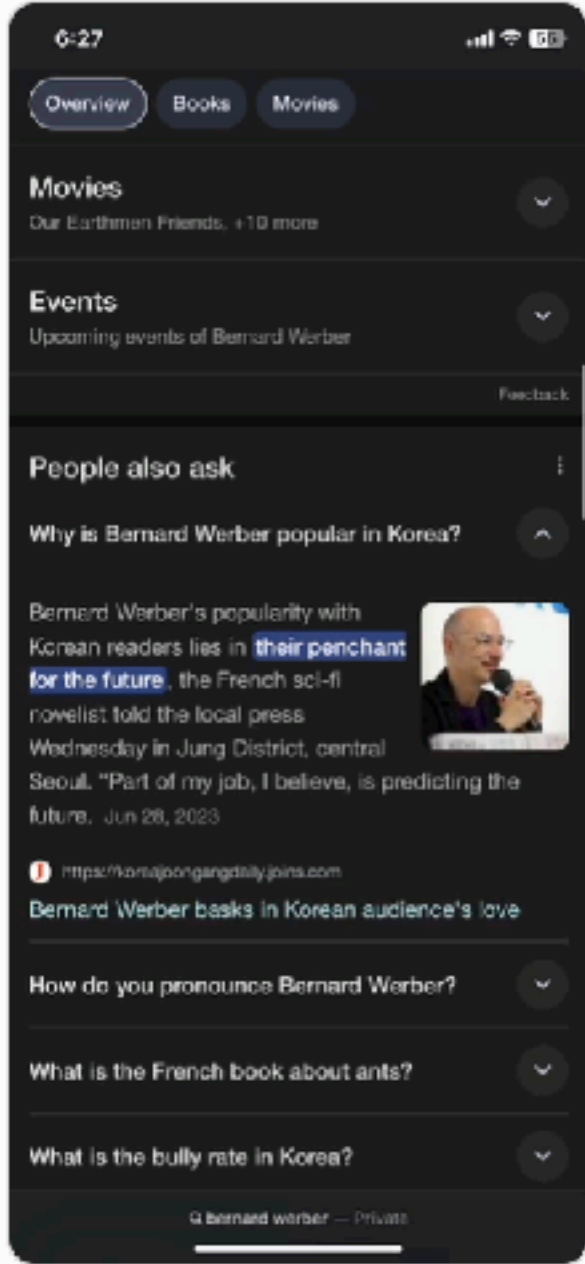 6:27
Overview Books Movies
Movies
Our Earthmen Friends, +10 more
Events
Upcoming events of Bernard Werber
Feedback
People also ask
Why is Bernard Werber popular in Korea?
Bernard Werber's popularity with
Korean readers lies in their penchant
for the future, the French sci-fi
novelist told the local press
Wednesday in Jung District, central
Seoul. "Part of my job, I believe, is predicting the
future. Jun 28, 2023
https://koreajoongangdaily.joins.com
Bernard Werber basks in Korean audience's love
How do you pronounce Bernard Werber?
What is the French book about ants?
What is the bully rate in Korea?
bernard werber — Private